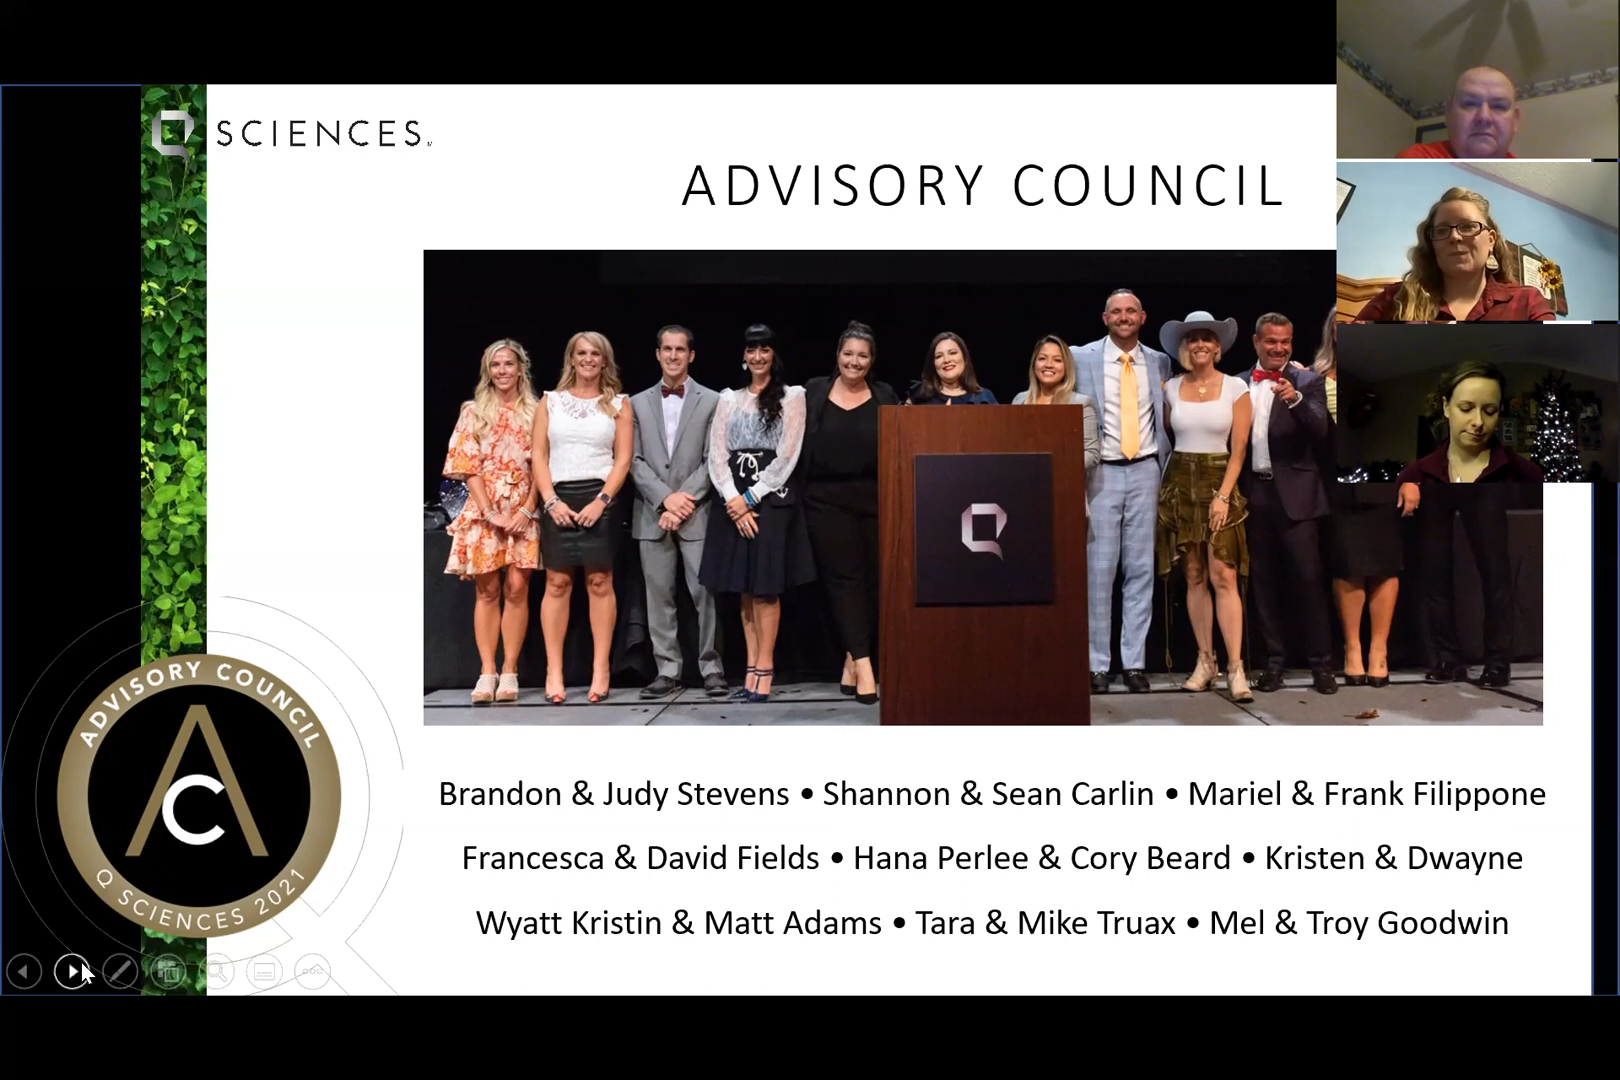 SCIENCES
ADVISORY COUNCIL
Brandon & Judy Stevens • Shannon & Sean Carlin • Mariel & Frank Filippone
Francesca & David Fields • Hana Perlee & Cory Beard • Kristen & Dwayne
Wyatt Kristin & Matt Adams • Tara & Mike Truax • Mel & Troy Goodwin
ADVISORY COUNCIL
AC
Q SCIENCES 2021